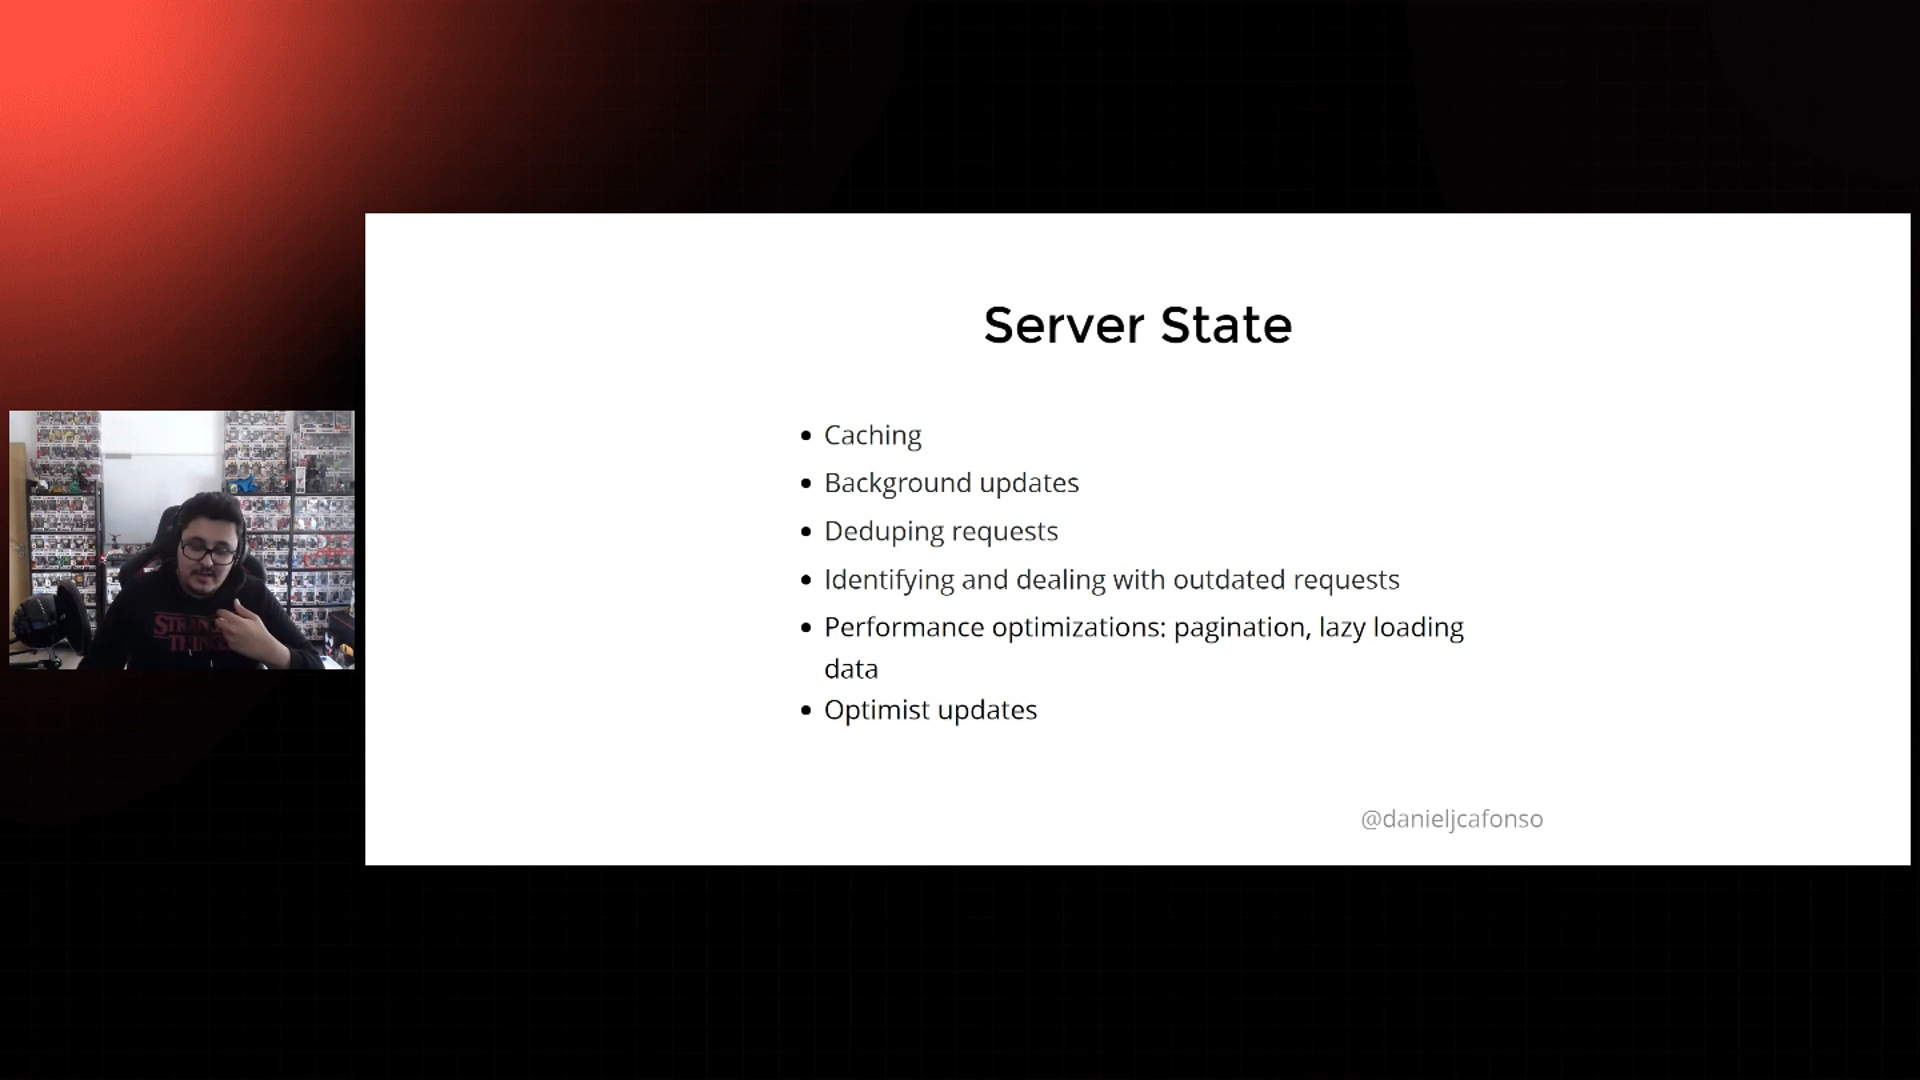 Server State
Caching
Background updates
Deduping requests
Identifying and dealing with outdated requests
Performance optimizations: pagination, lazy loading
data
Optimist updates
@danieljcafonso